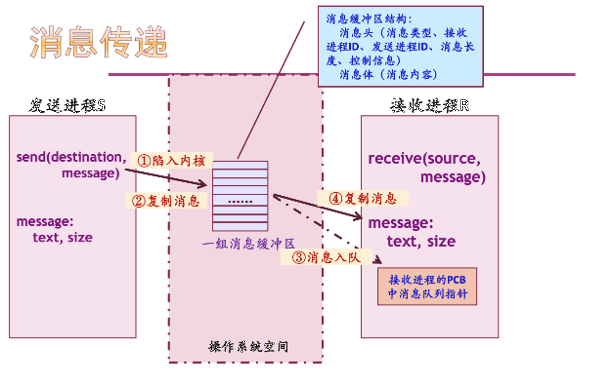 消息传递
消息缓冲区结构：
消息头（消息类型、接收
进程ID、发送进程ID、消息长
度、控制信息）
消息体（消息内容）
发送进程S
接收进程R
send(destination,
message)
message:
text, size
①陷入内核
②复制消息
......
一组消息缓冲区
③消息入队
④复制消息
receive(source,
message)
message:
text, size
接收进程的PCB
中消息队列指针
操作系统空间